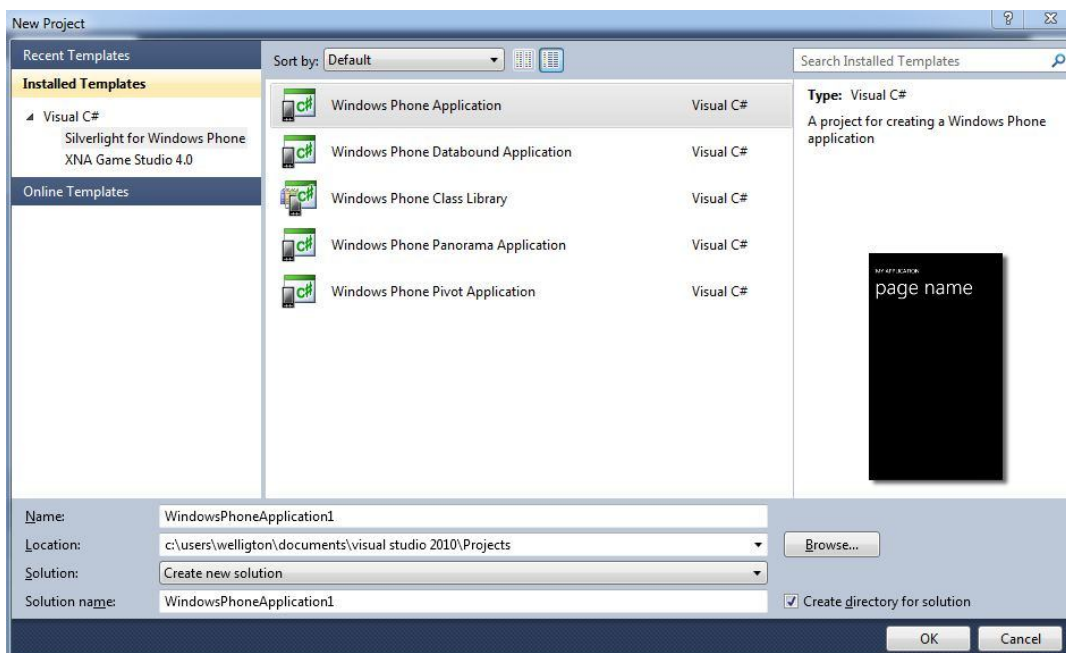 New Project
Recent Templates
Installed Templates
Visual C#
Silverlight for Windows Phone
XNA Game Studio 4.0
Online Templates
Sort by: Default
Windows Phone Application Visual C#
Windows Phone Databound Application Visual C#
Windows Phone Class Library Visual C#
Windows Phone Panorama Application Visual C#
Windows Phone Pivot Application Visual C#
Search Installed Templates
Type: Visual C#
A project for creating a Windows Phone
application
MY APPLICATION
page name
Name: WindowsPhoneApplication1
Location: c:\users\welligton\documents\visual studio 2010\Projects
Browse...
Solution: Create new solution
Solution name: WindowsPhoneApplication1
Create directory for solution
OK Cancel